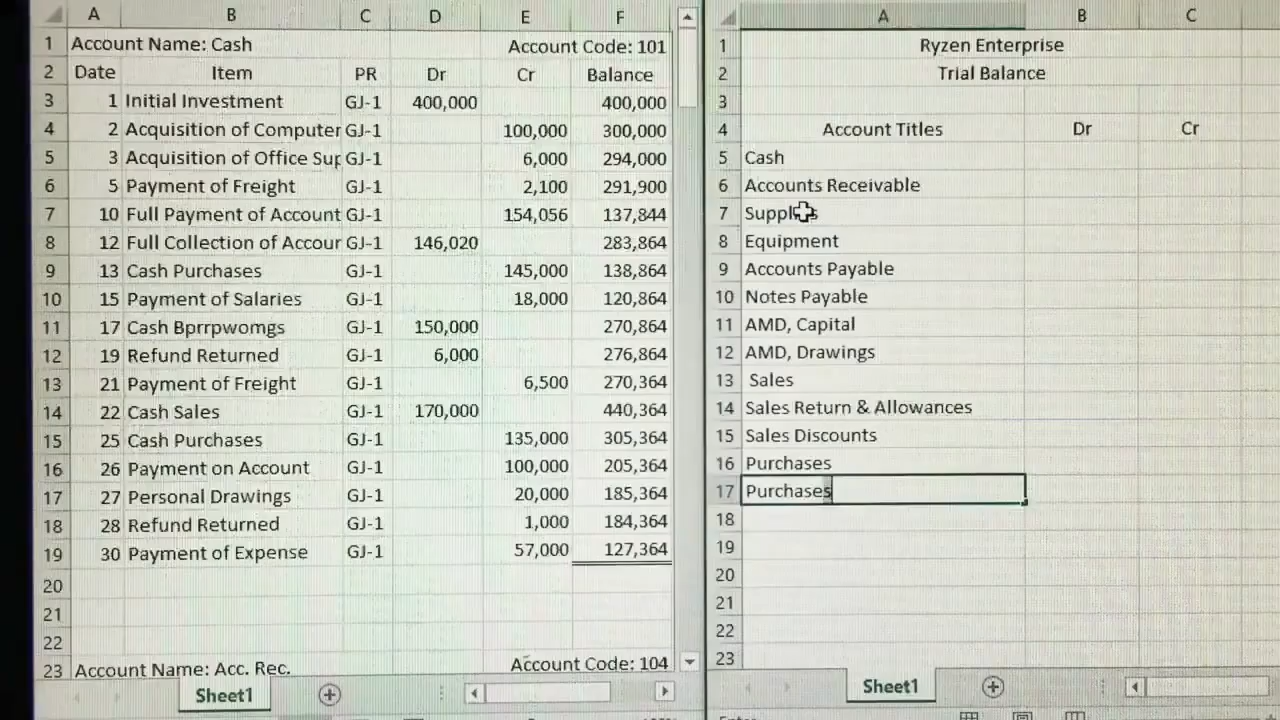 A B C D E F
1 Account Name: Cash Account Code: 101
2 Date Item PR Dr Cr Balance
3 1 Initial Investment GJ-1 400,000 400,000
4 2 Acquisition of Computer GJ-1 100,000 300,000
5 3 Acquisition of Office Sup GJ-1 6,000 294,000
6 5 Payment of Freight GJ-1 2,100 291,900
7 10 Full Payment of Account GJ-1 154,056 137,844
8 12 Full Collection of Accour GJ-1 146,020 283,864
9 13 Cash Purchases GJ-1 145,000 138,864
10 15 Payment of Salaries GJ-1 18,000 120,864
11 17 Cash Bprrpwomgs GJ-1 150,000 270,864
12 19 Refund Returned GJ-1 6,000 276,864
13 21 Payment of Freight GJ-1 6,500 270,364
14 22 Cash Sales GJ-1 170,000 440,364
15 25 Cash Purchases GJ-1 135,000 305,364
16 26 Payment on Account GJ-1 100,000 205,364
17 27 Personal Drawings GJ-1 20,000 185,364
18 28 Refund Returned GJ-1 1,000 184,364
19 30 Payment of Expense GJ-1 57,000 127,364
20
21
22
23 Account Name: Acc. Rec. Account Code: 104
Sheet1
A B C
1 Ryzen Enterprise
2 Trial Balance
3
4 Account Titles Dr Cr
5 Cash
6 Accounts Receivable
7 Supplies
8 Equipment
9 Accounts Payable
10 Notes Payable
11 AMD, Capital
12 AMD, Drawings
13 Sales
14 Sales Return & Allowances
15 Sales Discounts
16 Purchases
17 Purchases
18
19
20
21
22
23
Sheet1